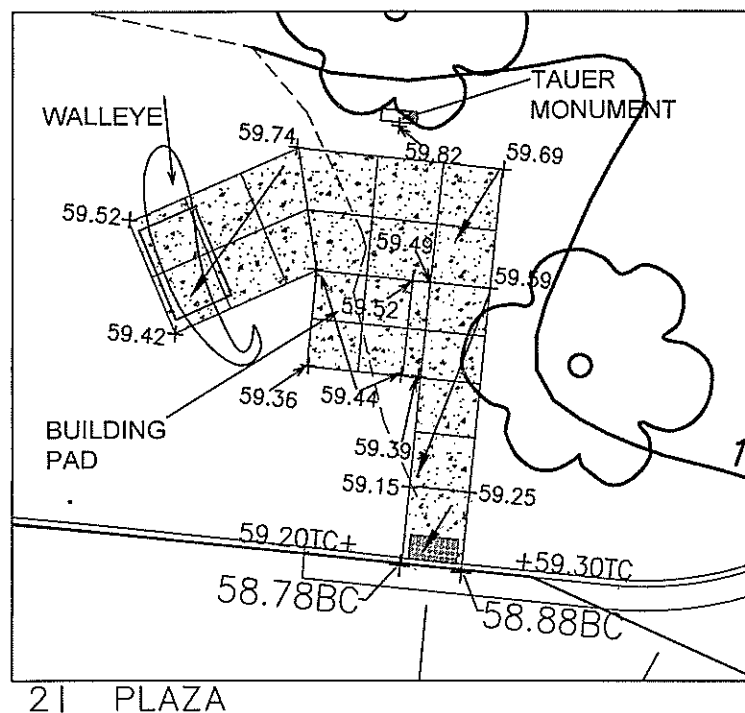 TAUER
MONUMENT
WALLEYE
59.74
59.82
59.69
59.52
59.49
59.59
59.52
59.42
59.36
59.44
BUILDING
PAD
59.39
59.15
59.25
1
59.20TC
59.30TC
58.78BC
58.88BC
21 PLAZA